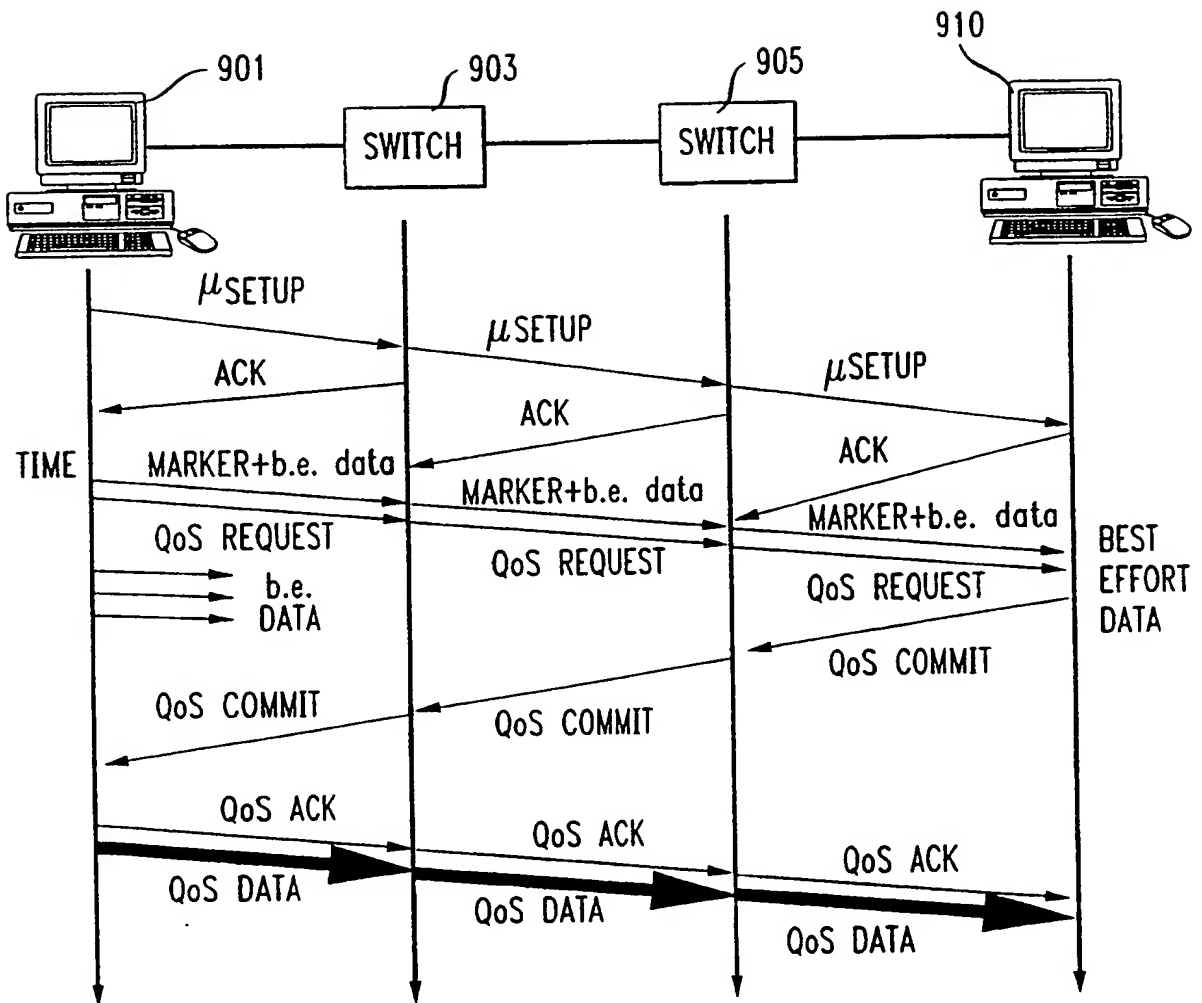 901
903
905
910
SWITCH
SWITCH
μSETUP
μSETUP
μSETUP
ACK
ACK
ACK
TIME
MARKER+b.e. data
MARKER+b.e. data
MARKER+b.e. data
QoS REQUEST
QoS REQUEST
QoS REQUEST
b.e.
DATA
BEST
EFFORT
DATA
QoS COMMIT
QoS COMMIT
QoS COMMIT
QoS ACK
QoS ACK
QoS ACK
QoS DATA
QoS DATA
QoS DATA